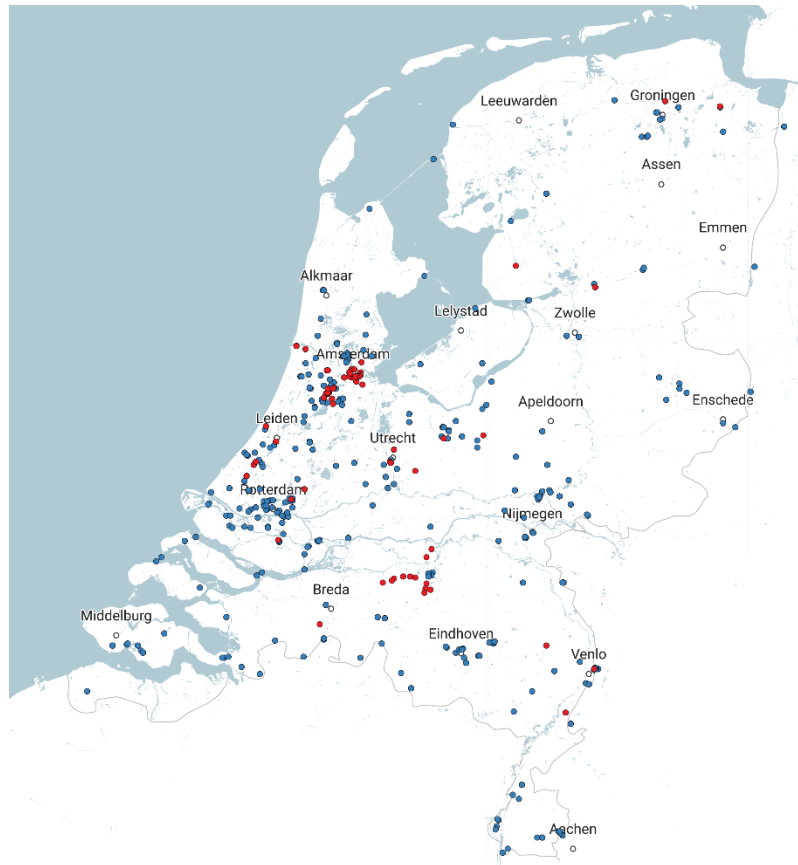 Groningen
Leeuwarden
Assen
Emmen
Alkmaar
Lelystad
Zwolle
Amsterdam
Apeldoorn
Enschede
Leiden
Utrecht
Rotterdam
Nijmegen
Breda
Middelburg
Eindhoven
Venlo
Aachen